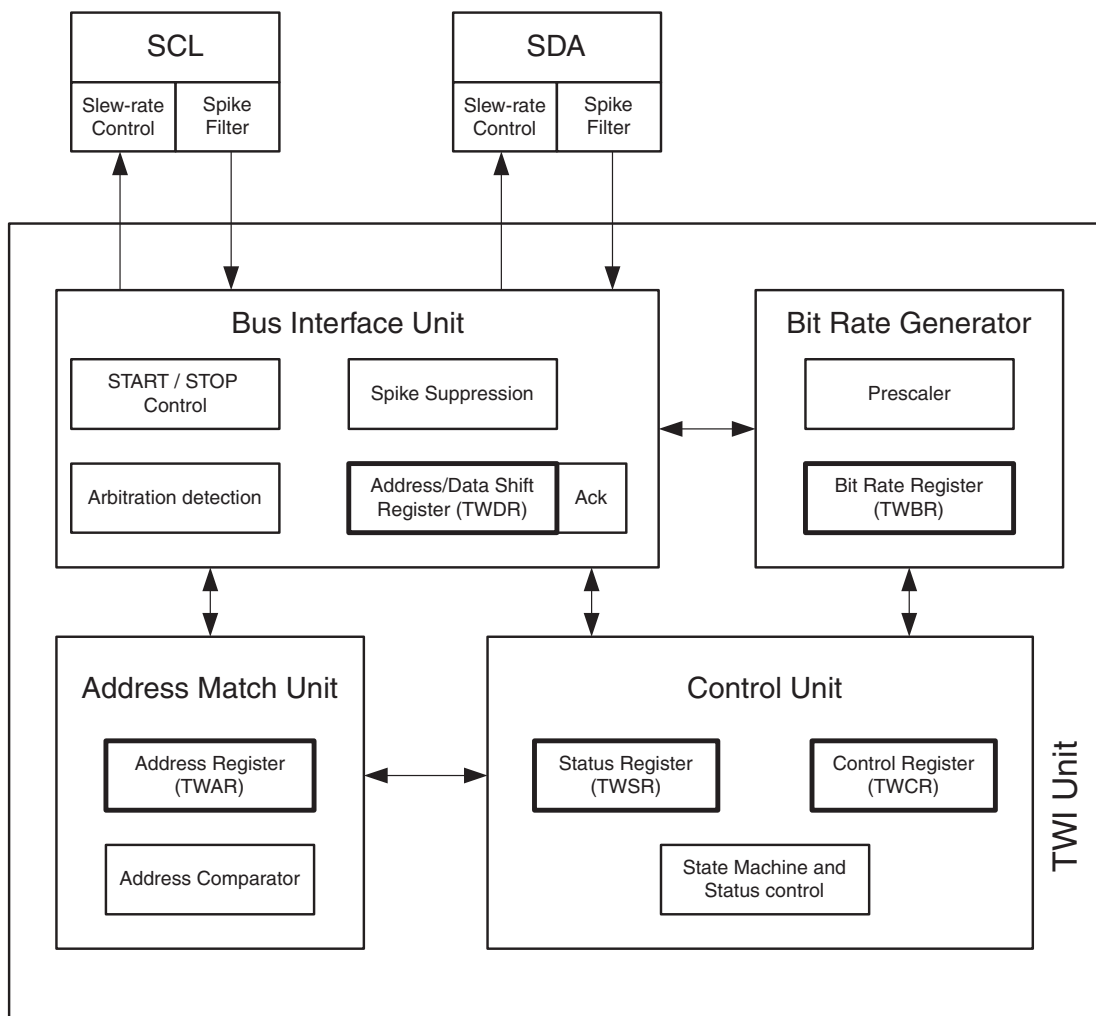 SCL
SDA
Slew-rate
Control
Spike
Filter
Slew-rate
Control
Spike
Filter
Bus Interface Unit
START / STOP
Control
Spike Suppression
Arbitration detection
Address/Data Shift
Register (TWDR)
Ack
Bit Rate Generator
Prescaler
Bit Rate Register
(TWBR)
Address Match Unit
Address Register
(TWAR)
Address Comparator
Control Unit
Status Register
(TWSR)
Control Register
(TWCR)
State Machine and
Status control
TWI Unit